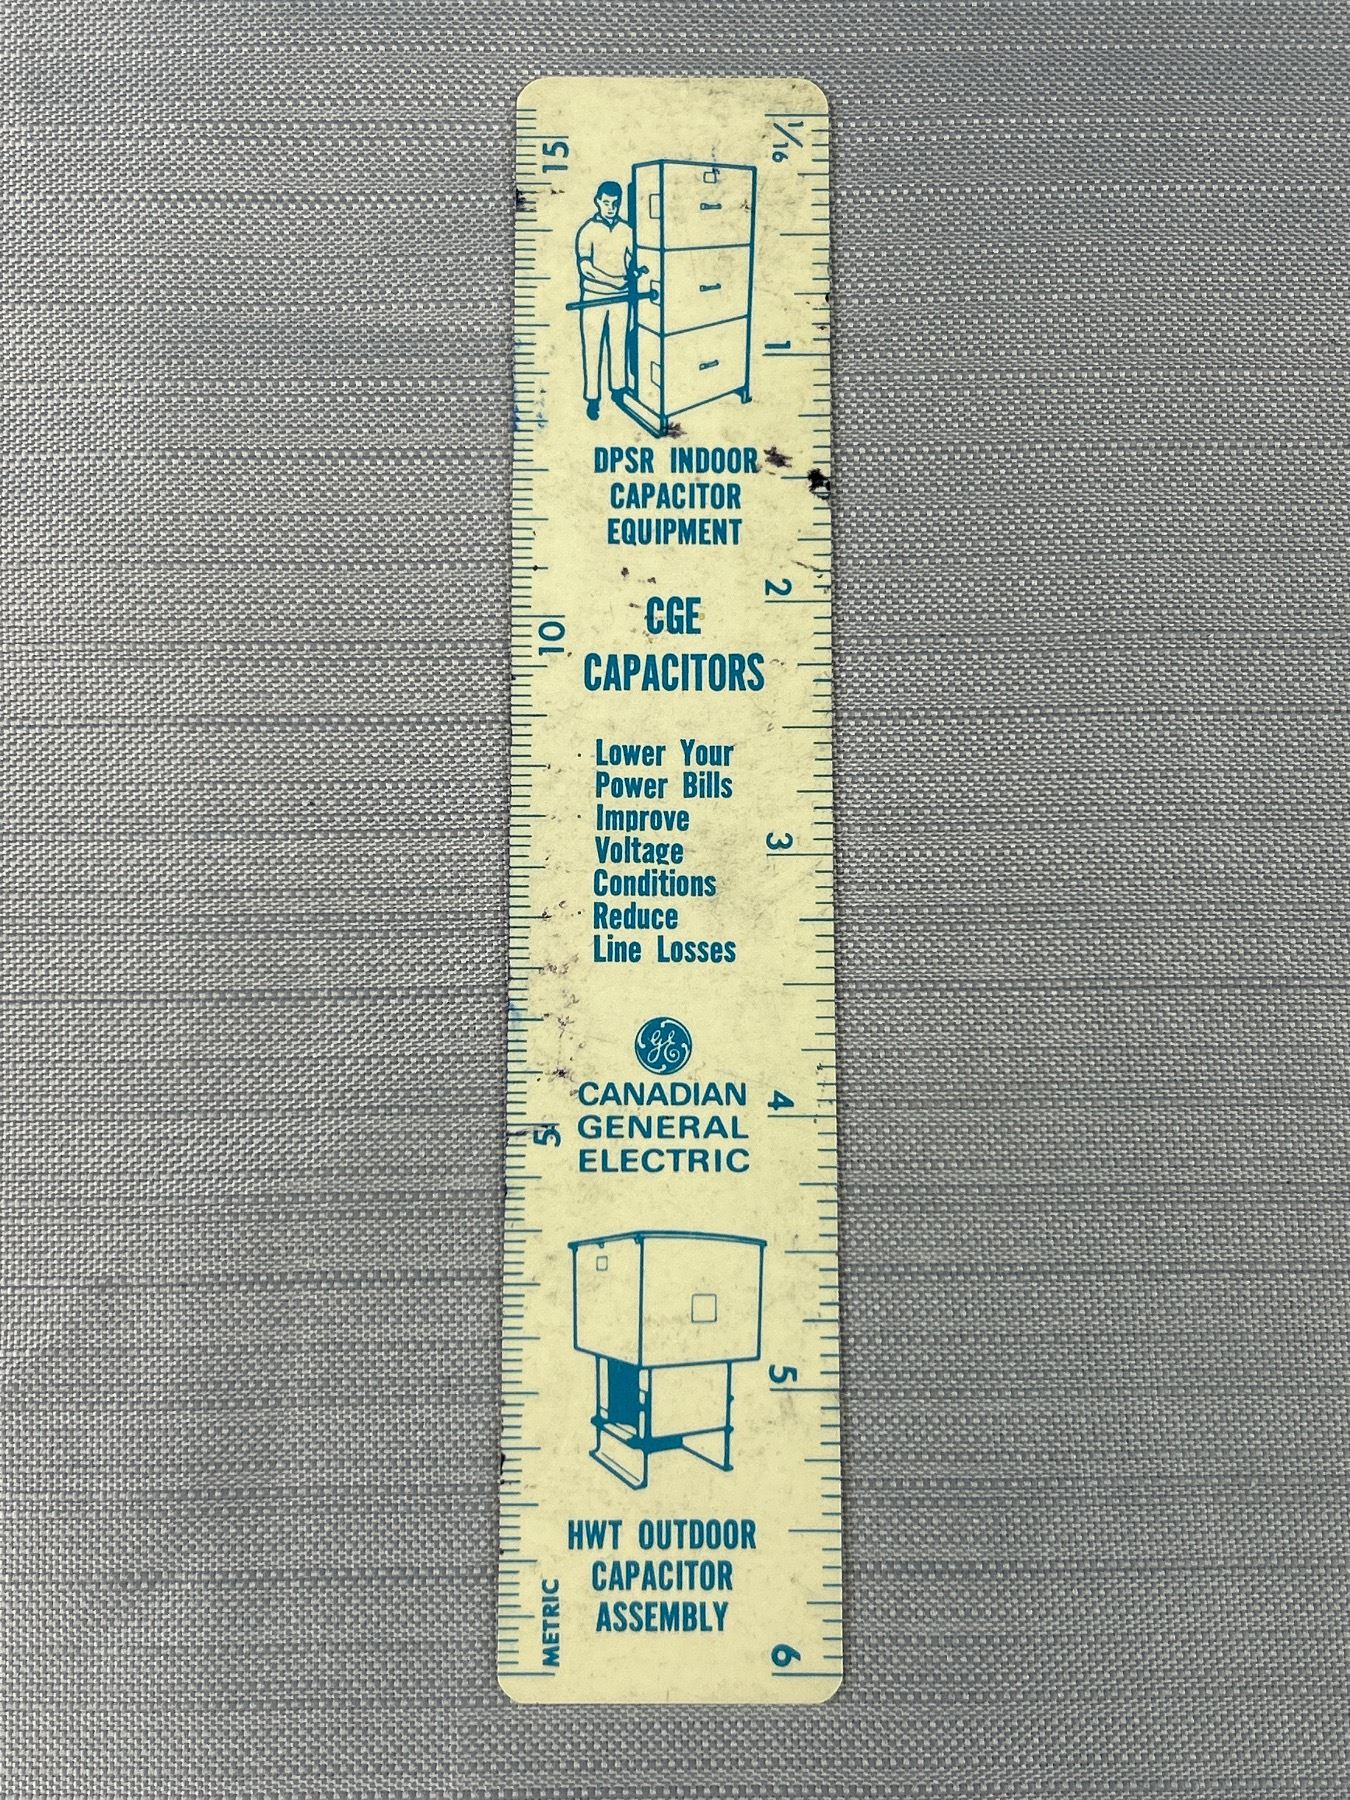 15
1/16
1
DPSR INDOOR
CAPACITOR
EQUIPMENT
2
CGE
10
CAPACITORS
Lower Your
Power Bills
Improve
Voltage
3
Conditions
Reduce
Line Losses
GE
CANADIAN
4
GENERAL
5
ELECTRIC
5
HWT OUTDOOR
CAPACITOR
ASSEMBLY
METRIC
6